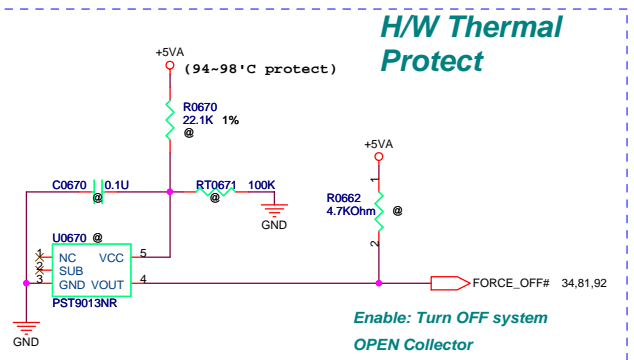 H/W Thermal
Protect
+5VA
(94~98'C protect)
R0670
22.1K 1%
@
+5VA
C0670 0.1U
@
RT0671 100K
@
GND
1
R0662
4.7KOhm @
2
U0670 @
1 NC VCC 5
2 SUB
3 GND VOUT 4
PST9013NR
FORCE_OFF# 34,81,92
GND
Enable: Turn OFF system
OPEN Collector